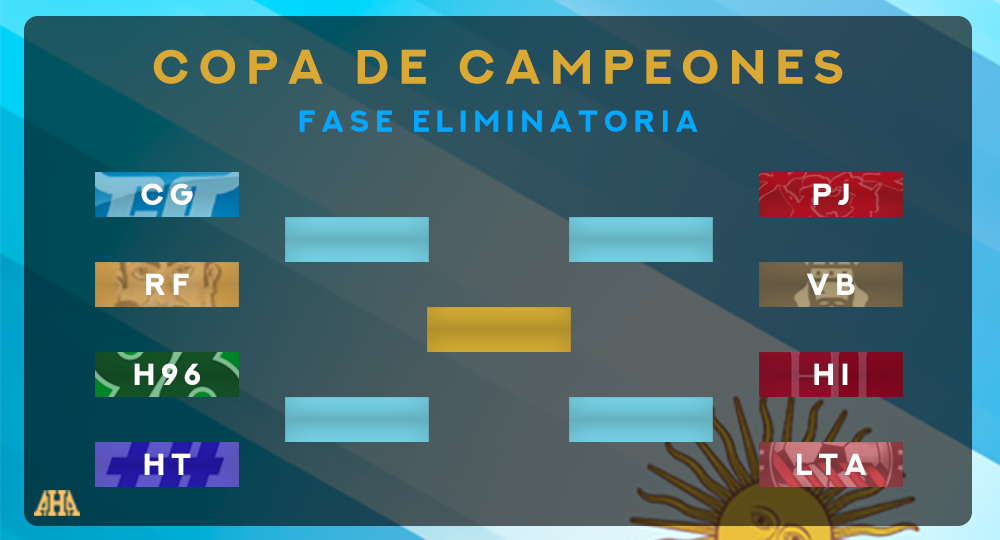 COPA DE CAMPEONES
FASE ELIMINATORIA
CG
RF
H96
HT
PJ
VB
HI
LTA
AHA